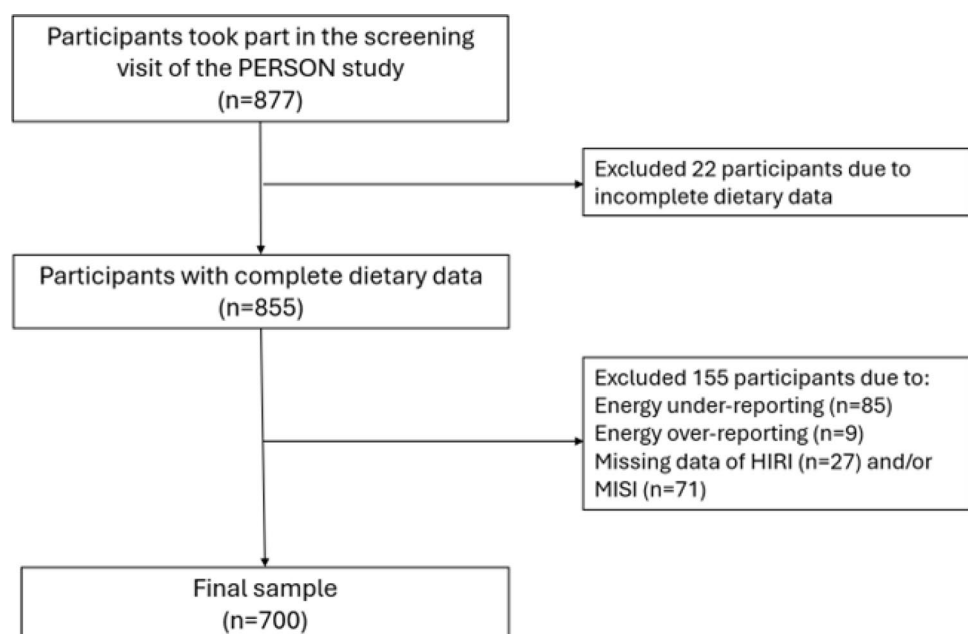 Participants took part in the screening
visit of the PERSON study
(n=877)
Excluded 22 participants due to
incomplete dietary data
Participants with complete dietary data
(n=855)
Excluded 155 participants due to:
Energy under-reporting (n=85)
Energy over-reporting (n=9)
Missing data of HIRI (n=27) and/or
MISI (n=71)
Final sample
(n=700)